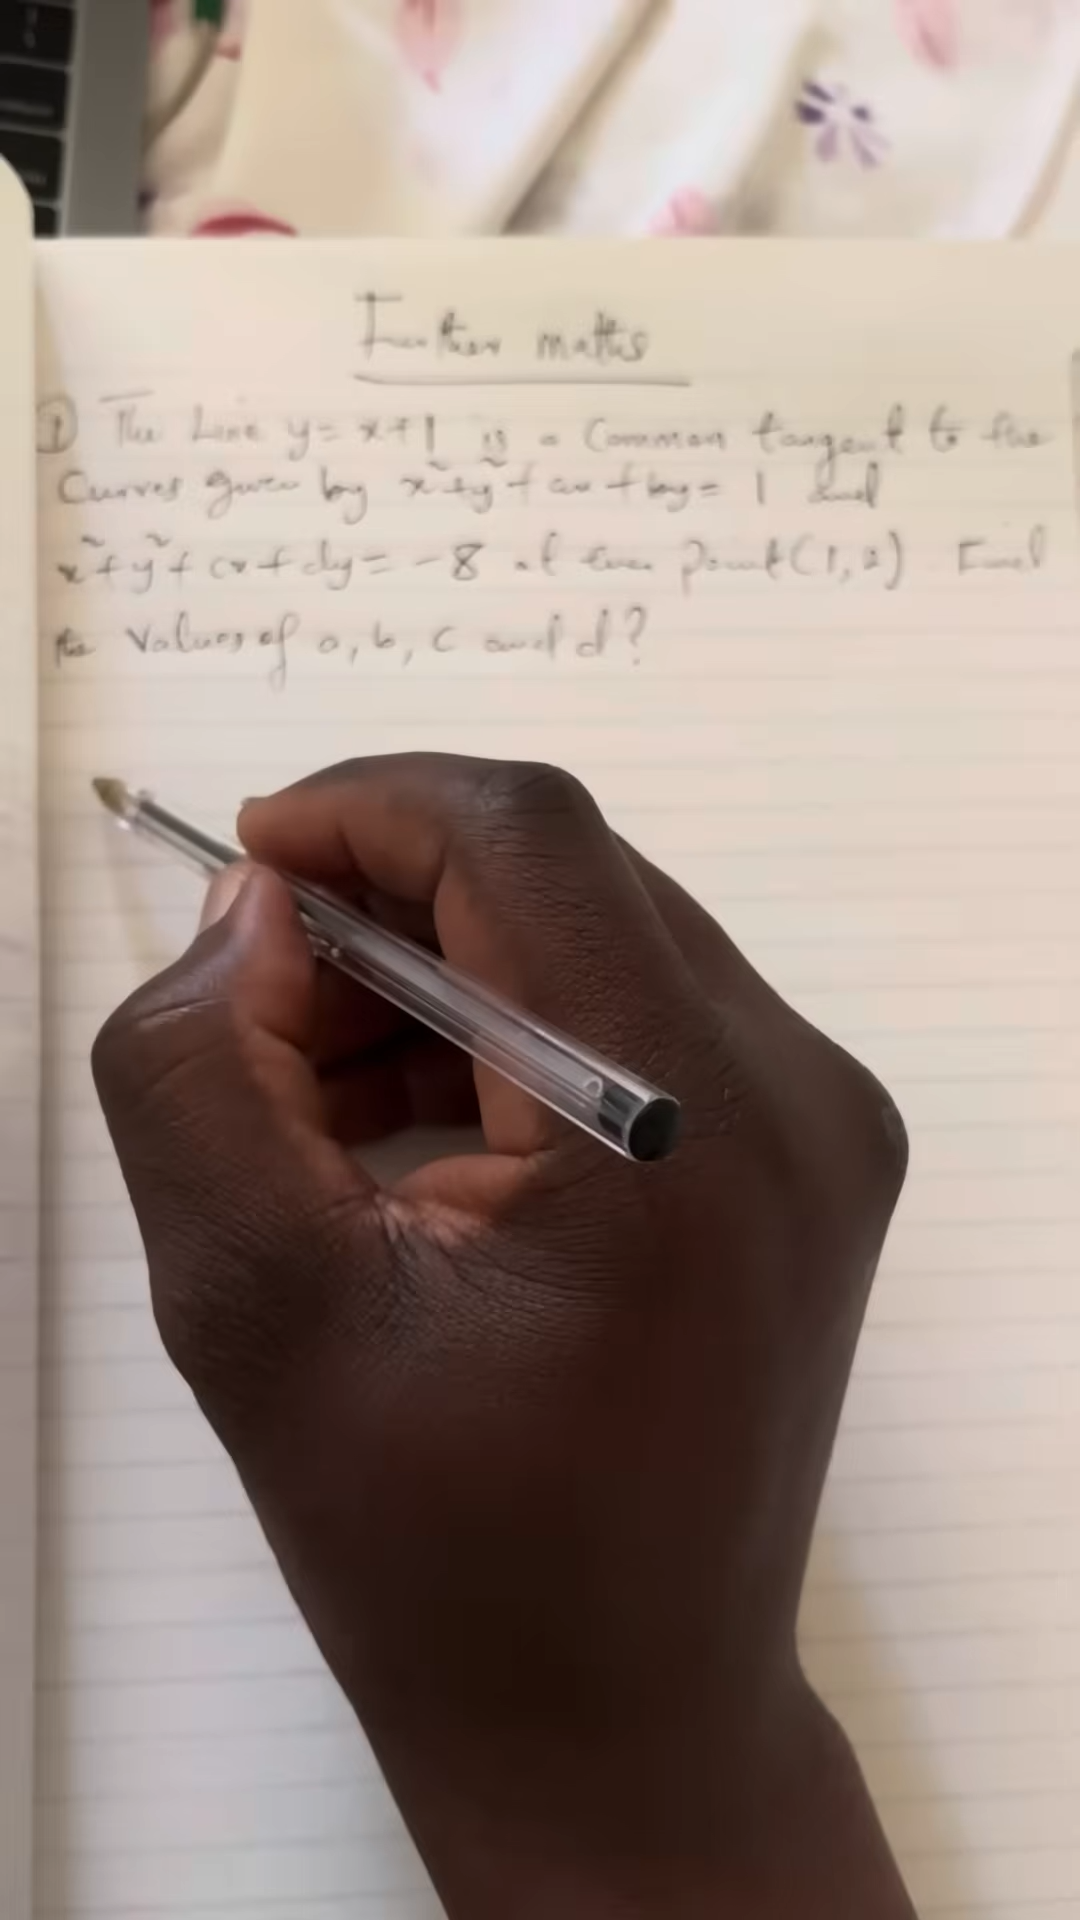 Further maths
① The Line y = x+1 is a Common tangent to the
Curves given by x²+y²+ax+by = 1 and
x²+y²+cx+dy = -8 at the Point (1,2) Find
the Values of a, b, c and d?